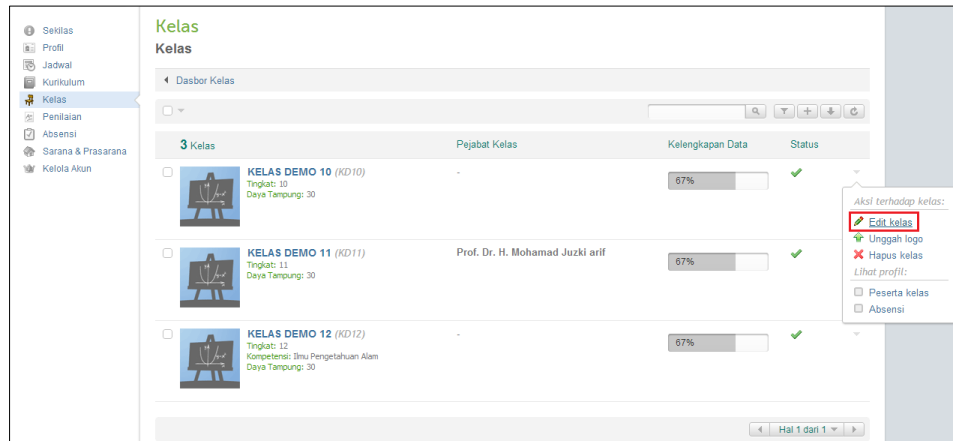 Sekilas
Profil
Jadwal
Kurikulum
Kelas
Penilaian
Absensi
Sarana & Prasarana
Kelola Akun
Kelas
Kelas
Dasbor Kelas
3 Kelas Pejabat Kelas Kelengkapan Data Status
KELAS DEMO 10 (KD10) - 67%
Tingkat: 10
Daya Tampung: 30
KELAS DEMO 11 (KD11) Prof. Dr. H. Mohamad Juzki arif 67%
Tingkat: 11
Daya Tampung: 30
KELAS DEMO 12 (KD12) - 67%
Tingkat: 12
Kompetensi: Ilmu Pengetahuan Alam
Daya Tampung: 30
Aksi terhadap kelas:
Edit kelas
Unggah logo
Hapus kelas
Lihat profil:
Peserta kelas
Absensi
Hal 1 dari 1